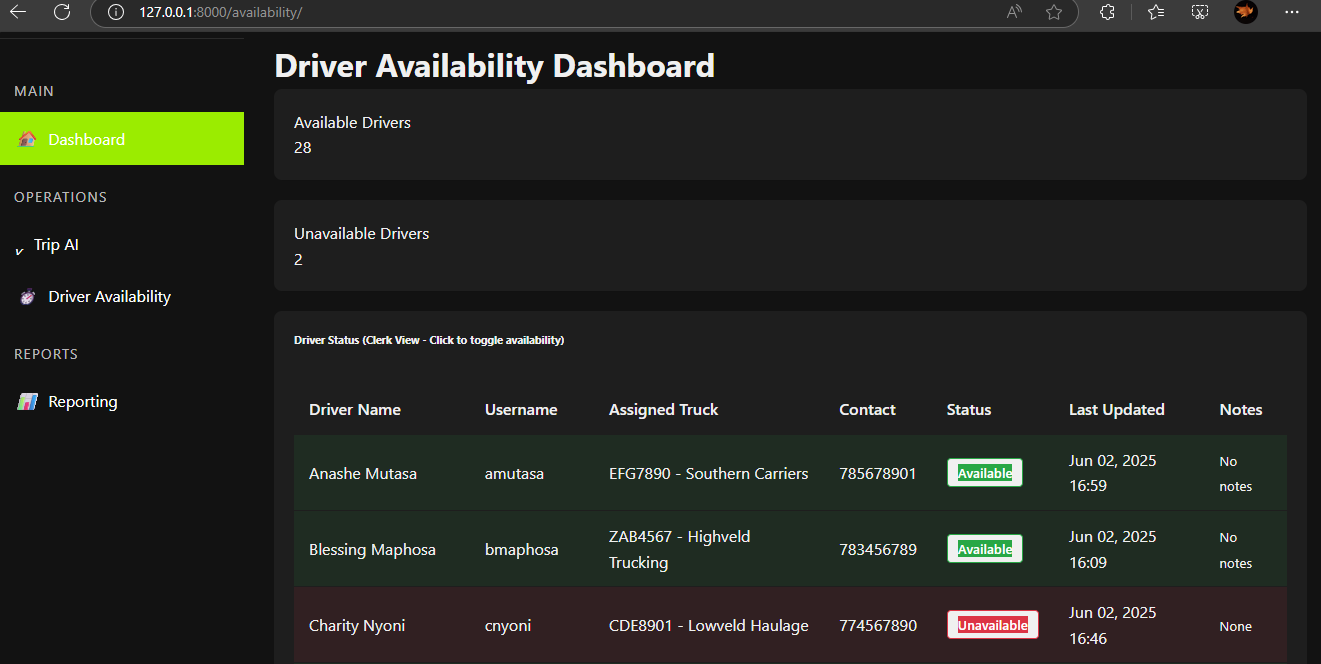 127.0.0.1:8000/availability/
MAIN
Dashboard
OPERATIONS
Trip AI
Driver Availability
REPORTS
Reporting
Driver Availability Dashboard
Available Drivers
28
Unavailable Drivers
2
Driver Status (Clerk View - Click to toggle availability)
Driver Name Username Assigned Truck Contact Status Last Updated Notes
Anashe Mutasa amutasa EFG7890 - Southern Carriers 785678901 Available Jun 02, 2025 No
16:59 notes
Blessing Maphosa bmaphosa ZAB4567 - Highveld 783456789 Available Jun 02, 2025 No
Trucking 16:09 notes
Charity Nyoni cnyoni CDE8901 - Lowveld Haulage 774567890 Unavailable Jun 02, 2025 None
16:46